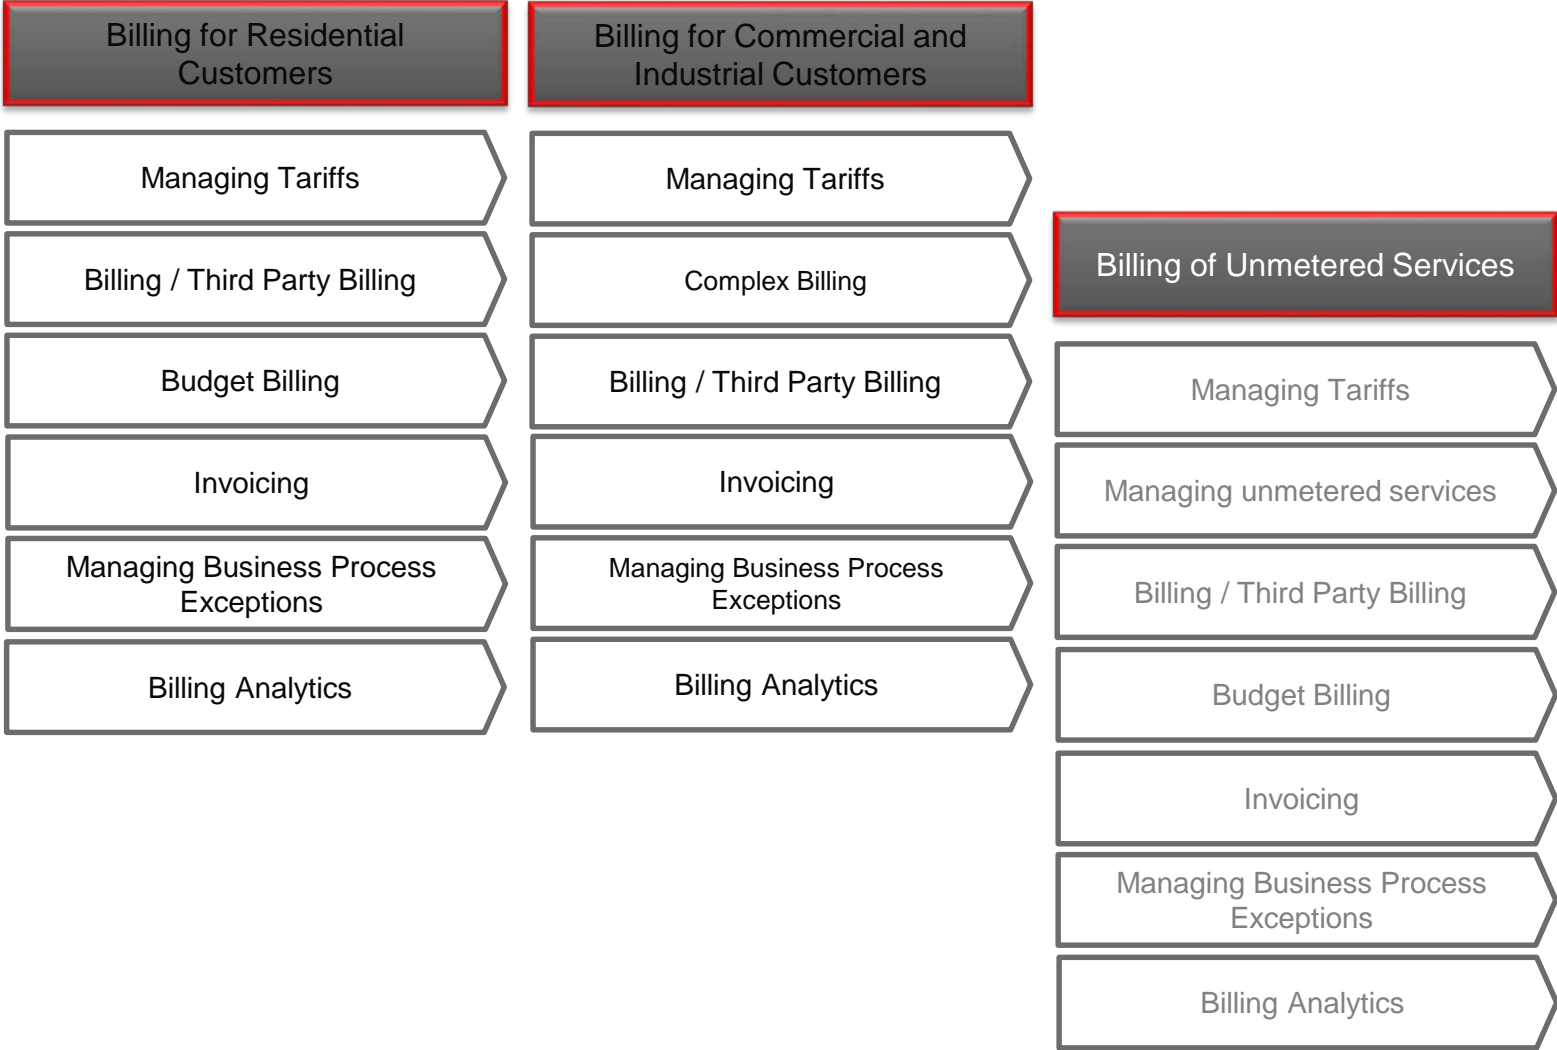 Billing for Residential
Customers
Managing Tariffs
Billing / Third Party Billing
Budget Billing
Invoicing
Managing Business Process
Exceptions
Billing Analytics
Billing for Commercial and
Industrial Customers
Managing Tariffs
Complex Billing
Billing / Third Party Billing
Invoicing
Managing Business Process
Exceptions
Billing Analytics
Billing of Unmetered Services
Managing Tariffs
Managing unmetered services
Billing / Third Party Billing
Budget Billing
Invoicing
Managing Business Process
Exceptions
Billing Analytics